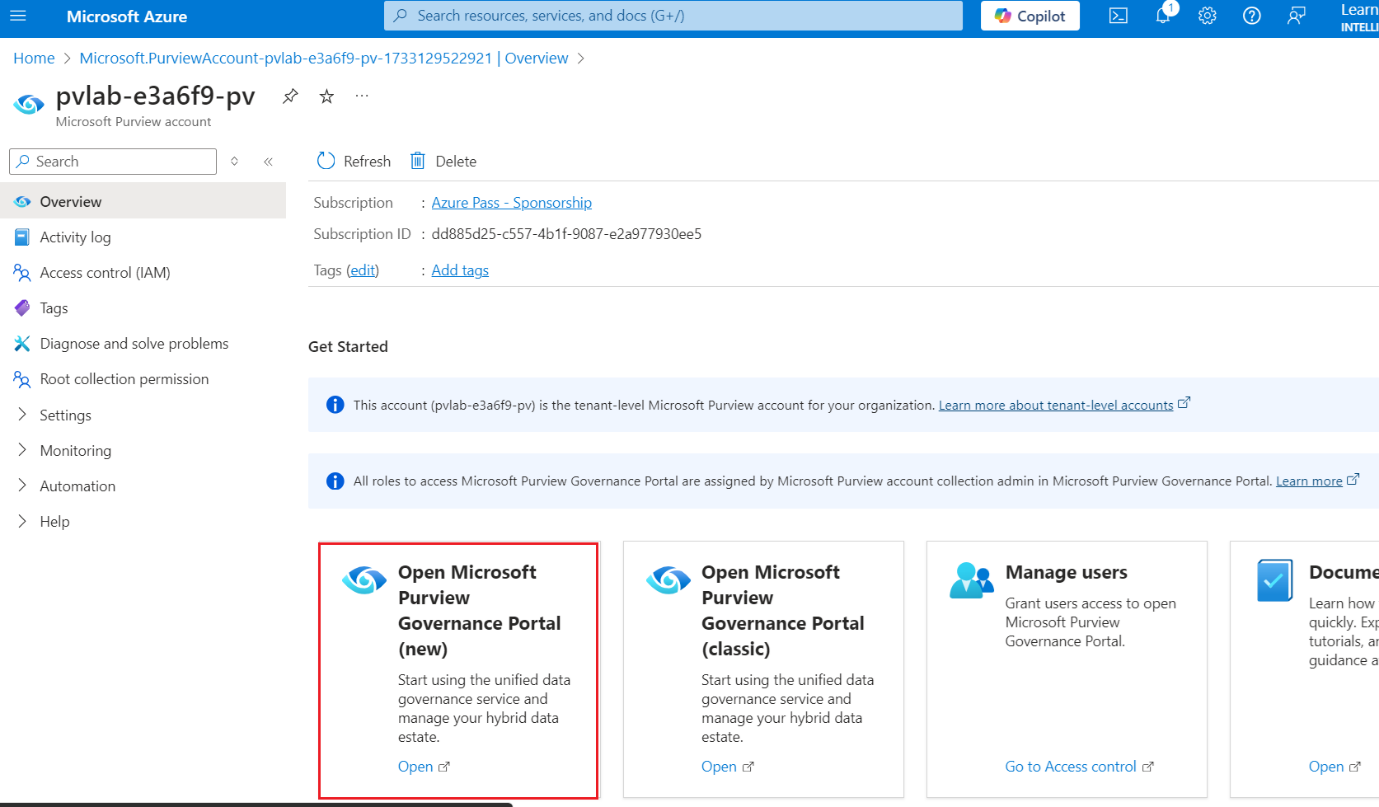 Microsoft Azure
Search resources, services, and docs (G+/)
Copilot
1
Learn
INTELLI
Home > Microsoft.PurviewAccount-pvlab-e3a6f9-pv-1733129522921 | Overview >
pvlab-e3a6f9-pv
Microsoft Purview account
Search
Refresh Delete
Overview
Activity log
Access control (IAM)
Tags
Diagnose and solve problems
Root collection permission
Settings
Monitoring
Automation
Help
Subscription : Azure Pass - Sponsorship
Subscription ID : dd885d25-c557-4b1f-9087-e2a977930ee5
Tags (edit) : Add tags
Get Started
This account (pvlab-e3a6f9-pv) is the tenant-level Microsoft Purview account for your organization. Learn more about tenant-level accounts
All roles to access Microsoft Purview Governance Portal are assigned by Microsoft Purview account collection admin in Microsoft Purview Governance Portal. Learn more
Open Microsoft
Purview
Governance Portal
(new)
Start using the unified data
governance service and
manage your hybrid data
estate.
Open
Open Microsoft
Purview
Governance Portal
(classic)
Start using the unified data
governance service and
manage your hybrid data
estate.
Open
Manage users
Grant users access to open
Microsoft Purview
Governance Portal.
Go to Access control
Docume
Learn how
quickly. Exp
tutorials, an
guidance a
Open